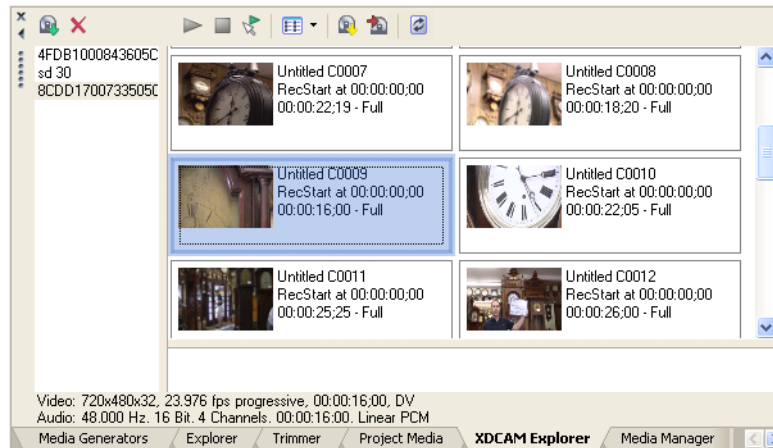 4FDB1000843605C
sd 30
8CDD1700733505C
Untitled C0007
RecStart at 00:00:00;00
00:00:22;19 - Full
Untitled C0008
RecStart at 00:00:00;00
00:00:18;20 - Full
Untitled C0009
RecStart at 00:00:00;00
00:00:16;00 - Full
Untitled C0010
RecStart at 00:00:00;00
00:00:22;05 - Full
Untitled C0011
RecStart at 00:00:00;00
00:00:25;25 - Full
Untitled C0012
RecStart at 00:00:00;00
00:00:26;00 - Full
Video: 720x480x32, 23.976 fps progressive, 00:00:16;00, DV
Audio: 48.000 Hz. 16 Bit. 4 Channels. 00:00:16:00. Linear PCM
Media Generators
Explorer
Trimmer
Project Media
XDCAM Explorer
Media Manager